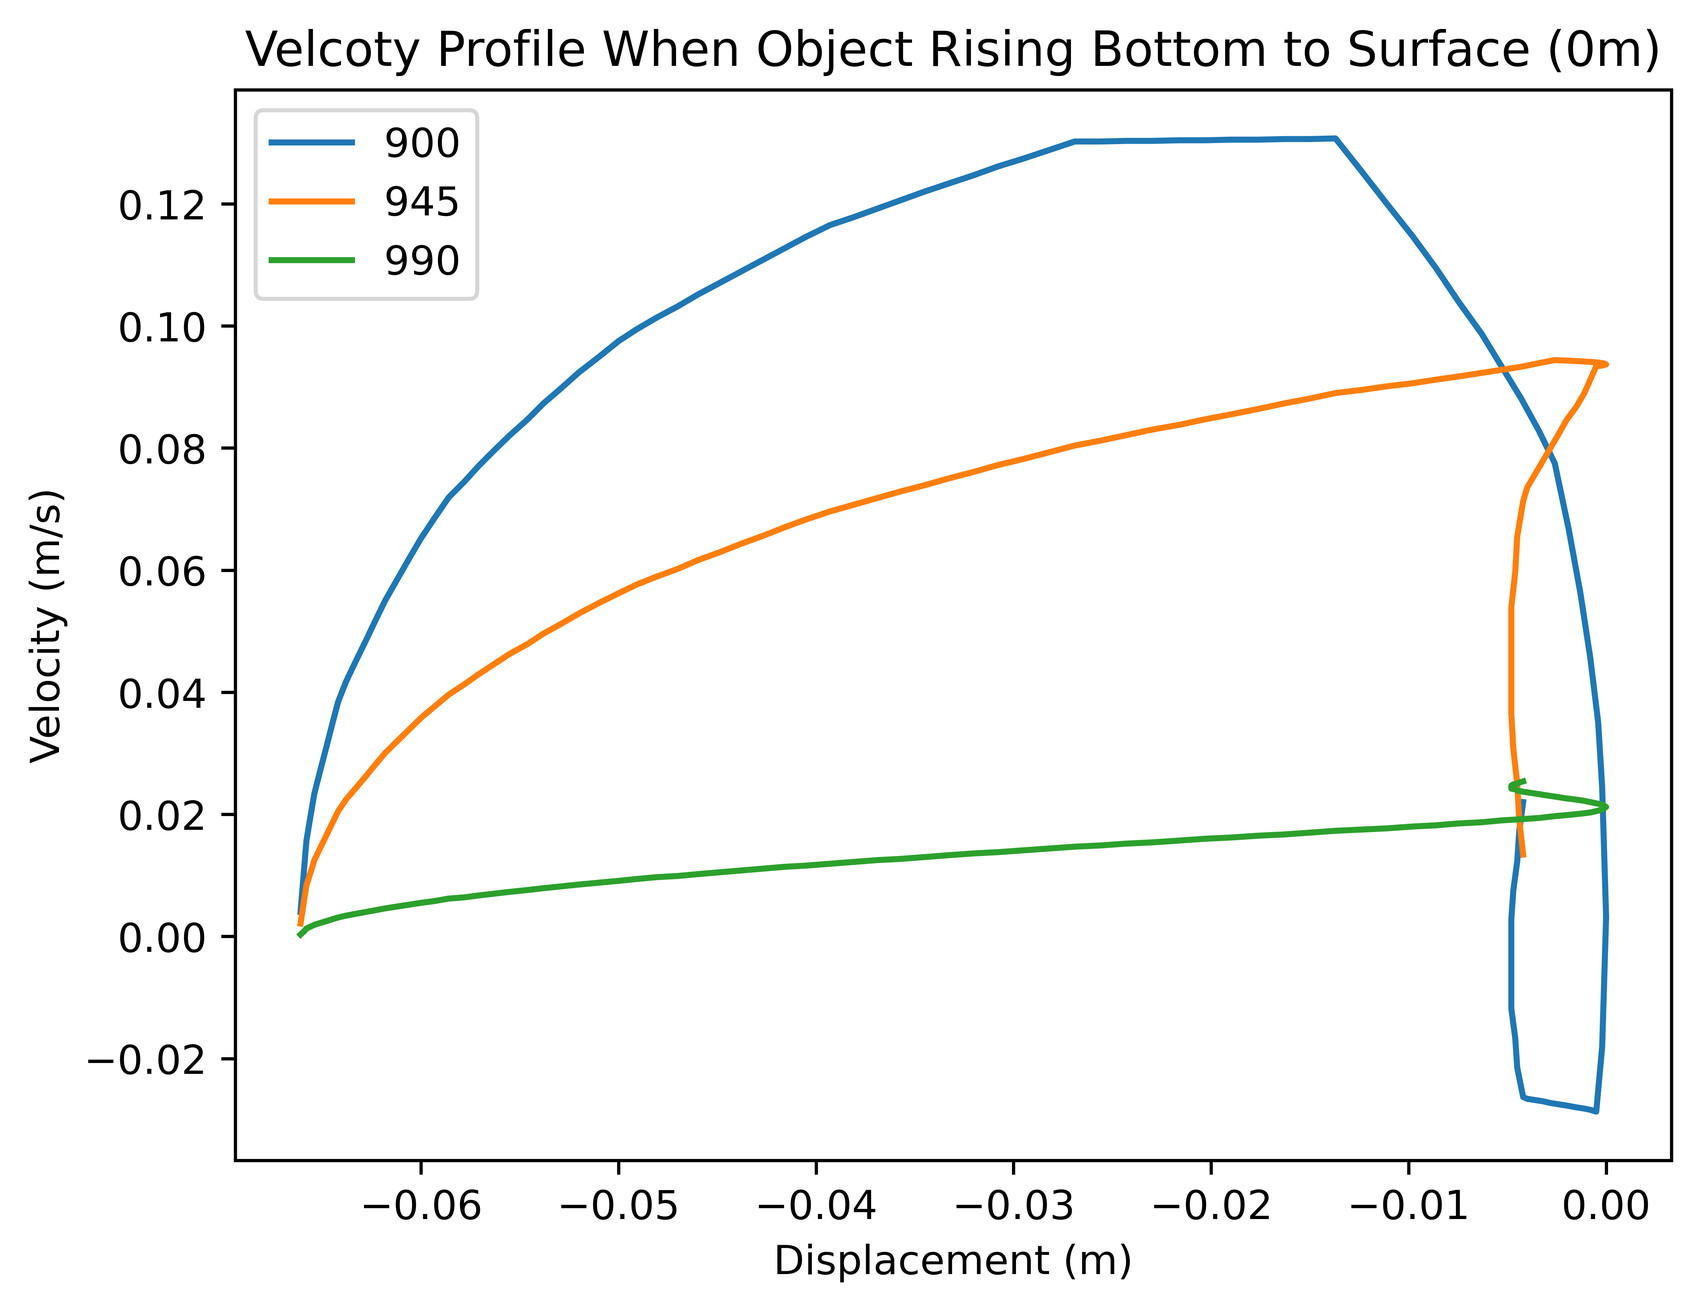 Velcoty Profile When Object Rising Bottom to Surface (0m)
900
945
990
0.12
0.10
0.08
0.06
0.04
0.02
0.00
−0.02
Velocity (m/s)
−0.06 −0.05 −0.04 −0.03 −0.02 −0.01 0.00
Displacement (m)